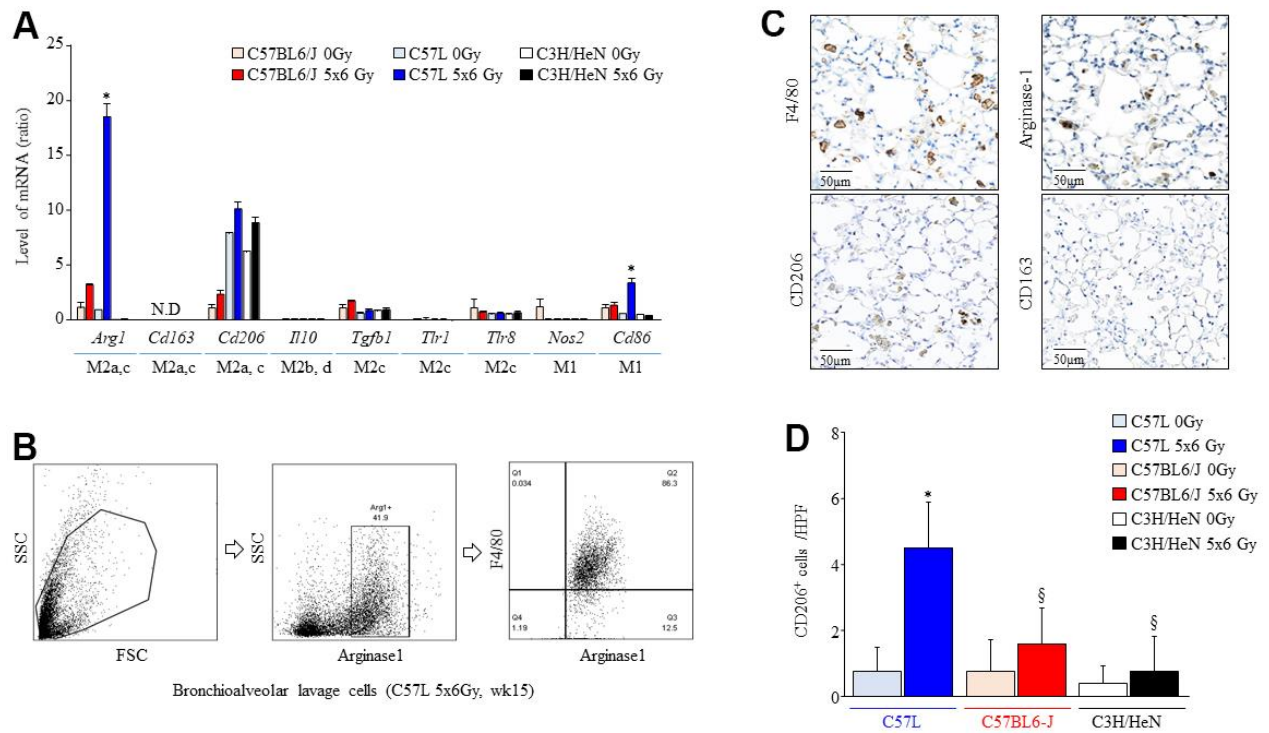 A
25
20
15
10
5
0
Level of mRNA (ratio)
C57BL6/J 0Gy
C57L 0Gy
C3H/HeN 0Gy
C57BL6/J 5x6 Gy
C57L 5x6 Gy
C3H/HeN 5x6 Gy
*
N.D
*
Arg1 Cd163 Cd206 Il10 Tgfb1 Tlr1 Tlr8 Nos2 Cd86
M2a,c M2a,c M2a, c M2b, d M2c M2c M2c M1 M1
B
SSC
FSC
SSC
Arg1+
41.9
Arginase1
F4/80
Q1
0.034
Q2
86.3
Q4
1.19
Q3
12.5
Arginase1
Bronchioalveolar lavage cells (C57L 5x6Gy, wk15)
C
F4/80
50µm
Arginase-1
50µm
CD206
50µm
CD163
50µm
D
C57L 0Gy
C57L 5x6 Gy
C57BL6/J 0Gy
C57BL6/J 5x6 Gy
C3H/HeN 0Gy
C3H/HeN 5x6 Gy
8
6
4
2
0
CD206+ cells /HPF
*
§
§
C57L C57BL6-J C3H/HeN